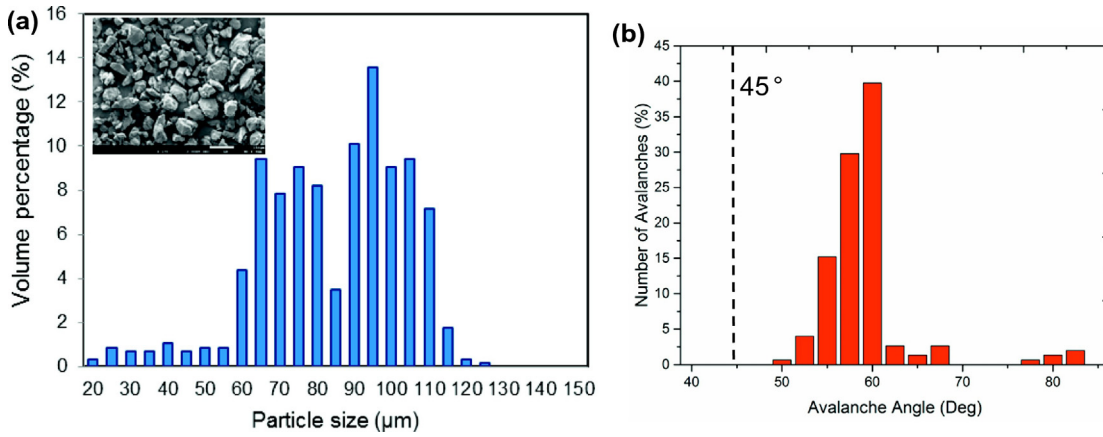 (a)
16
14
12
10
8
6
4
2
0
Volume percentage (%)
20 30 40 50 60 70 80 90 100 110 120 130 140 150
Particle size (µm)
(b)
45
40
35
30
25
20
15
10
5
0
Number of Avalanches (%)
45°
40 50 60 70 80
Avalanche Angle (Deg)